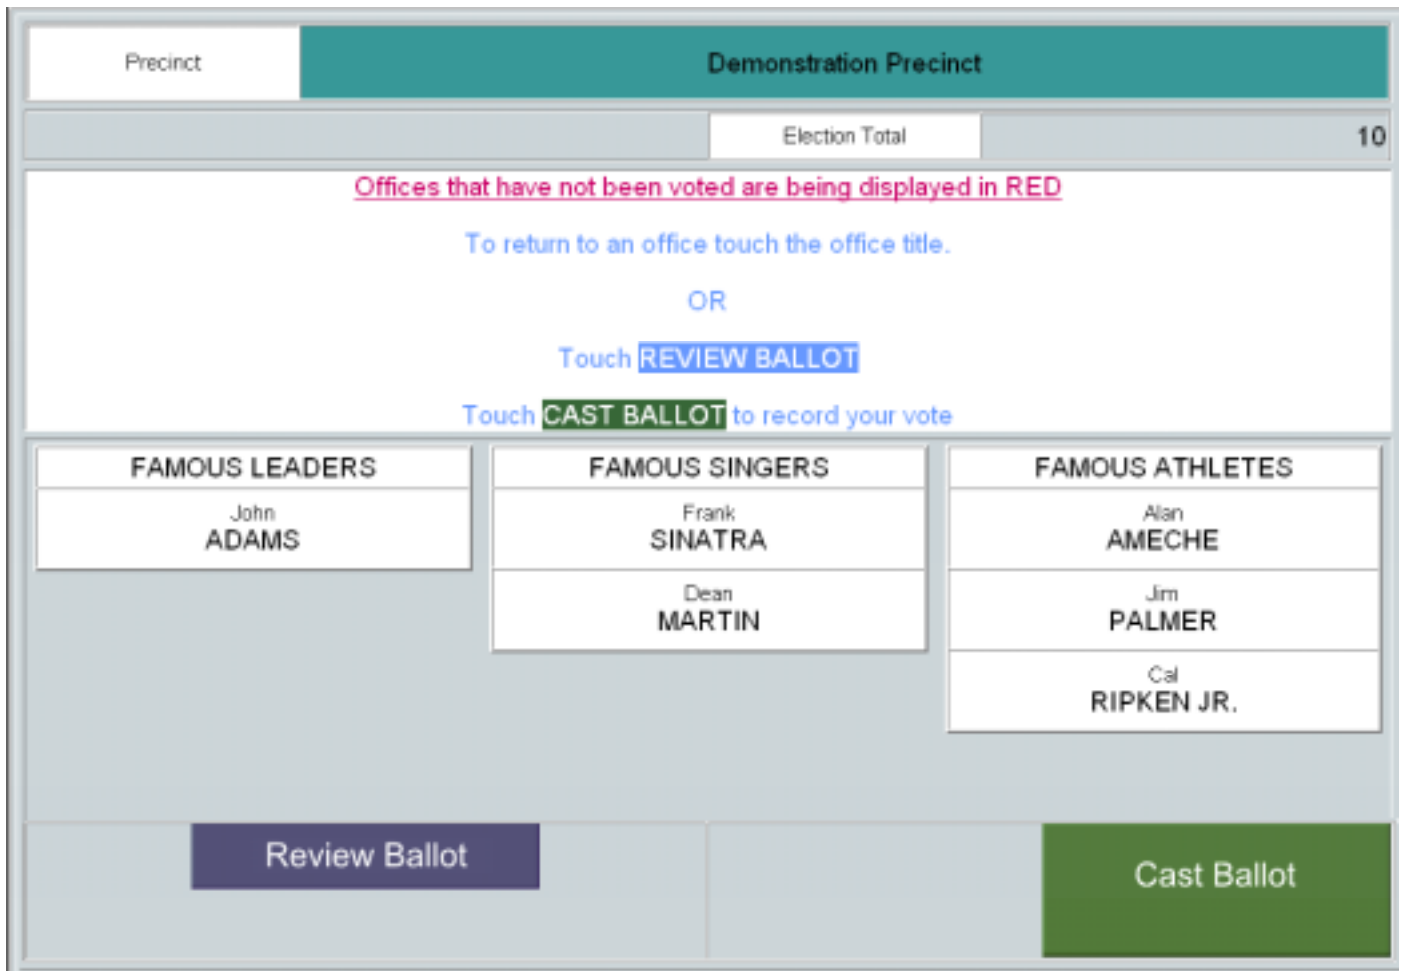 Precinct
Demonstration Precinct
Election Total
10
Offices that have not been voted are being displayed in RED
To return to an office touch the office title.
OR
Touch REVIEW BALLOT
Touch CAST BALLOT to record your vote
FAMOUS LEADERS
John
ADAMS
FAMOUS SINGERS
Frank
SINATRA
Dean
MARTIN
FAMOUS ATHLETES
Alan
AMECHE
Jim
PALMER
Cal
RIPKEN JR.
Review Ballot
Cast Ballot